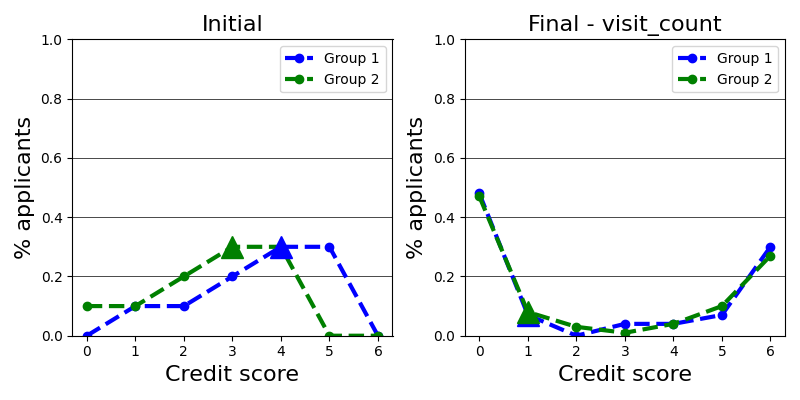 Initial
% applicants
1.0
0.8
0.6
0.4
0.2
0.0
Group 1
Group 2
0 1 2 3 4 5 6
Credit score
Final - visit_count
% applicants
1.0
0.8
0.6
0.4
0.2
0.0
Group 1
Group 2
0 1 2 3 4 5 6
Credit score